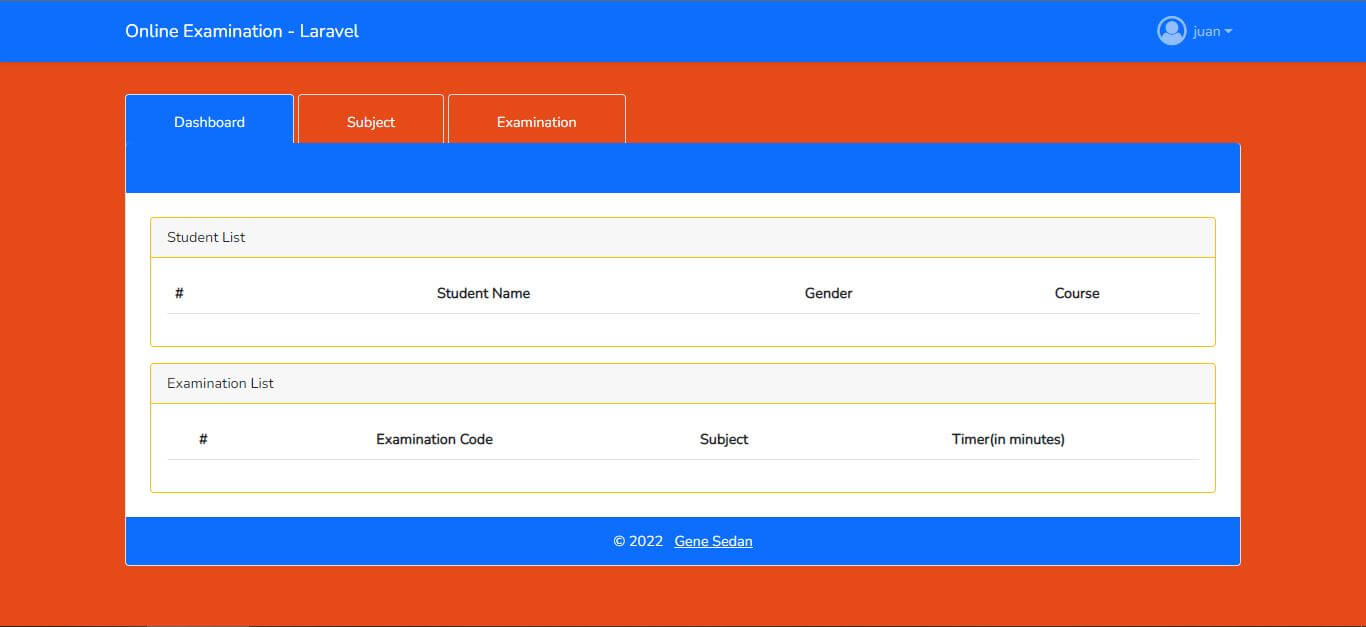 Online Examination - Laravel
juan
Dashboard Subject Examination
Student List
# Student Name Gender Course
Examination List
# Examination Code Subject Timer(in minutes)
© 2022 Gene Sedan